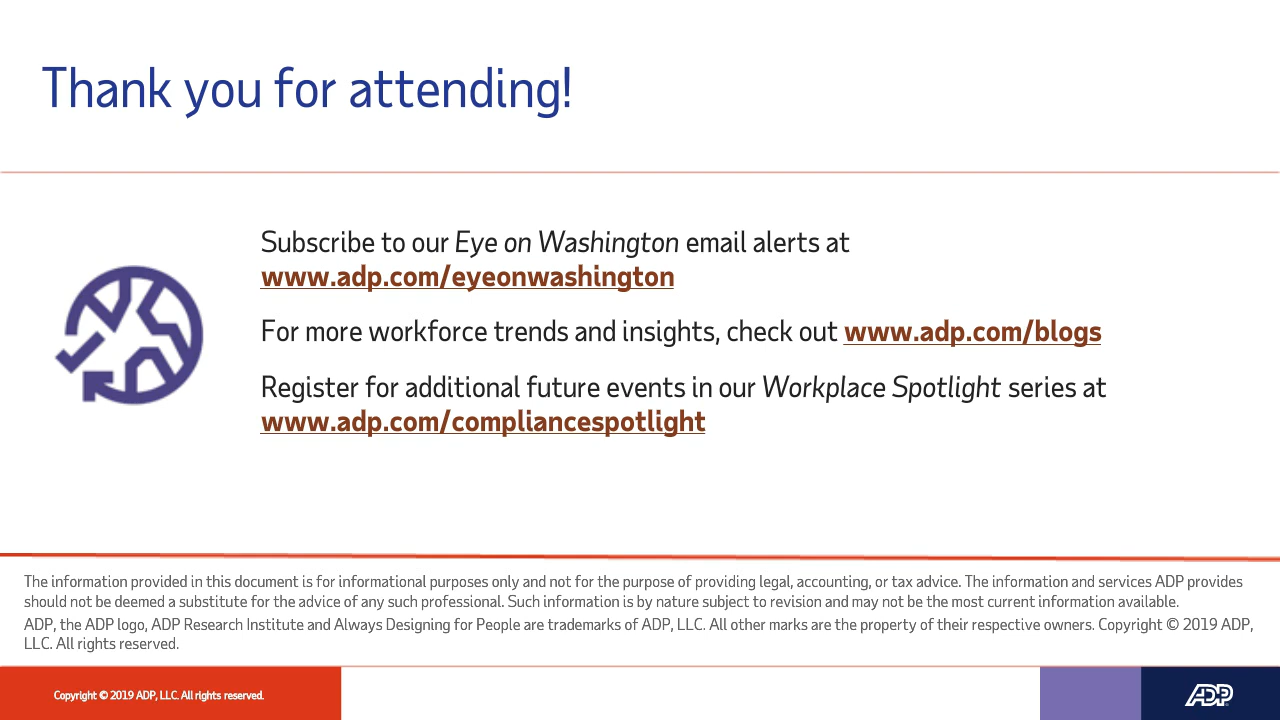 Thank you for attending!
Subscribe to our Eye on Washington email alerts at
www.adp.com/eyeonwashington
For more workforce trends and insights, check out www.adp.com/blogs
Register for additional future events in our Workplace Spotlight series at
www.adp.com/compliancespotlight
The information provided in this document is for informational purposes only and not for the purpose of providing legal, accounting, or tax advice. The information and services ADP provides
should not be deemed a substitute for the advice of any such professional. Such information is by nature subject to revision and may not be the most current information available.
ADP, the ADP logo, ADP Research Institute and Always Designing for People are trademarks of ADP, LLC. All other marks are the property of their respective owners. Copyright © 2019 ADP,
LLC. All rights reserved.
Copyright © 2019 ADP, LLC. All rights reserved.
ADP